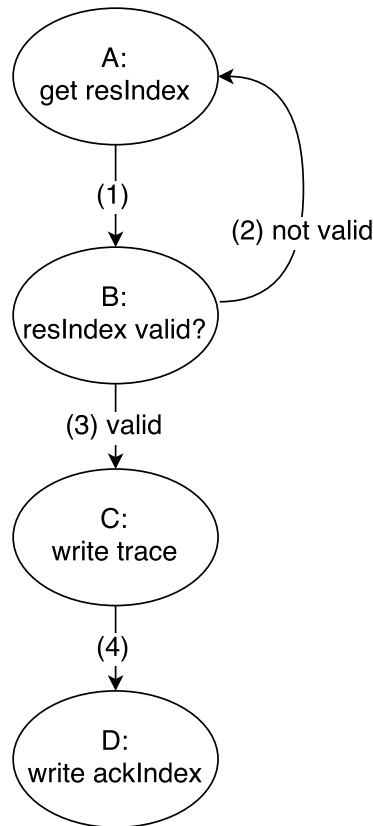 A:
get resIndex
(1)
(2) not valid
B:
resIndex valid?
(3) valid
C:
write trace
(4)
D:
write ackIndex